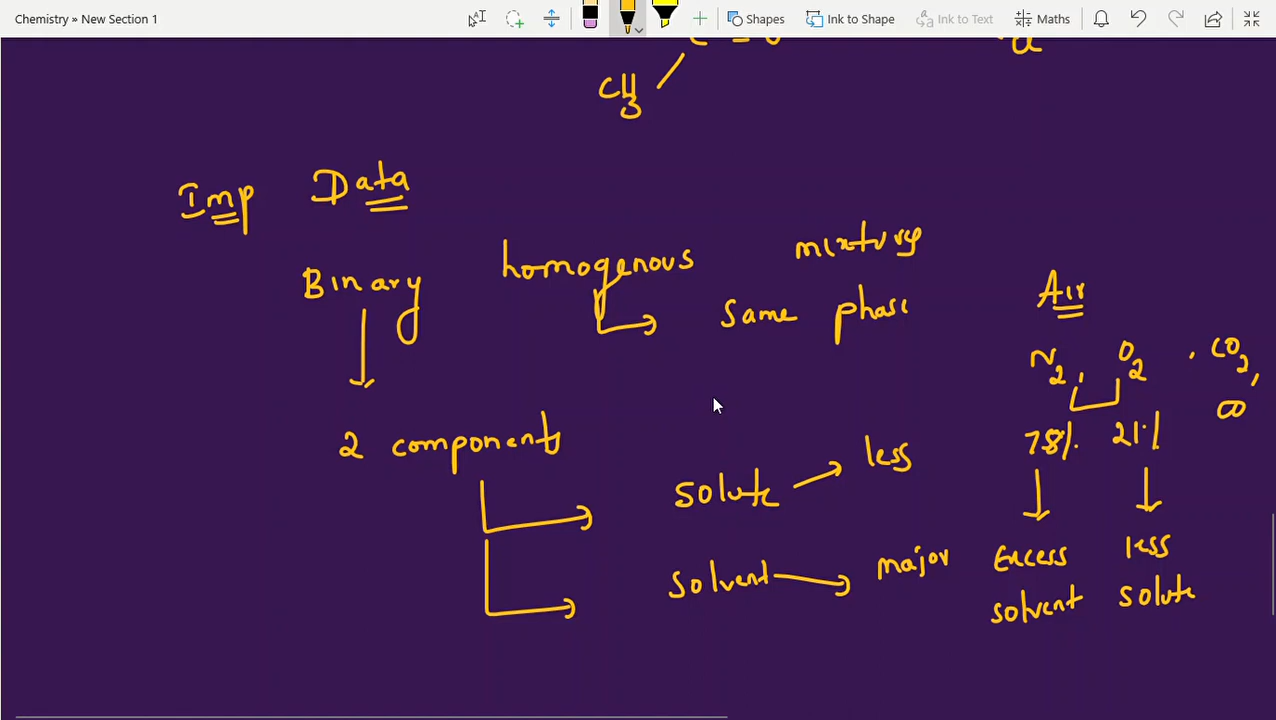 Chemistry » New Section 1
Shapes Ink to Shape Ink to Text Maths
CH3
Imp Data
Binary homogenous mixture
same phase
Air
N2, O2, CO2,
CO
78% 21%
2 components
solute → less
solvent → major
Excess less
solvent solute